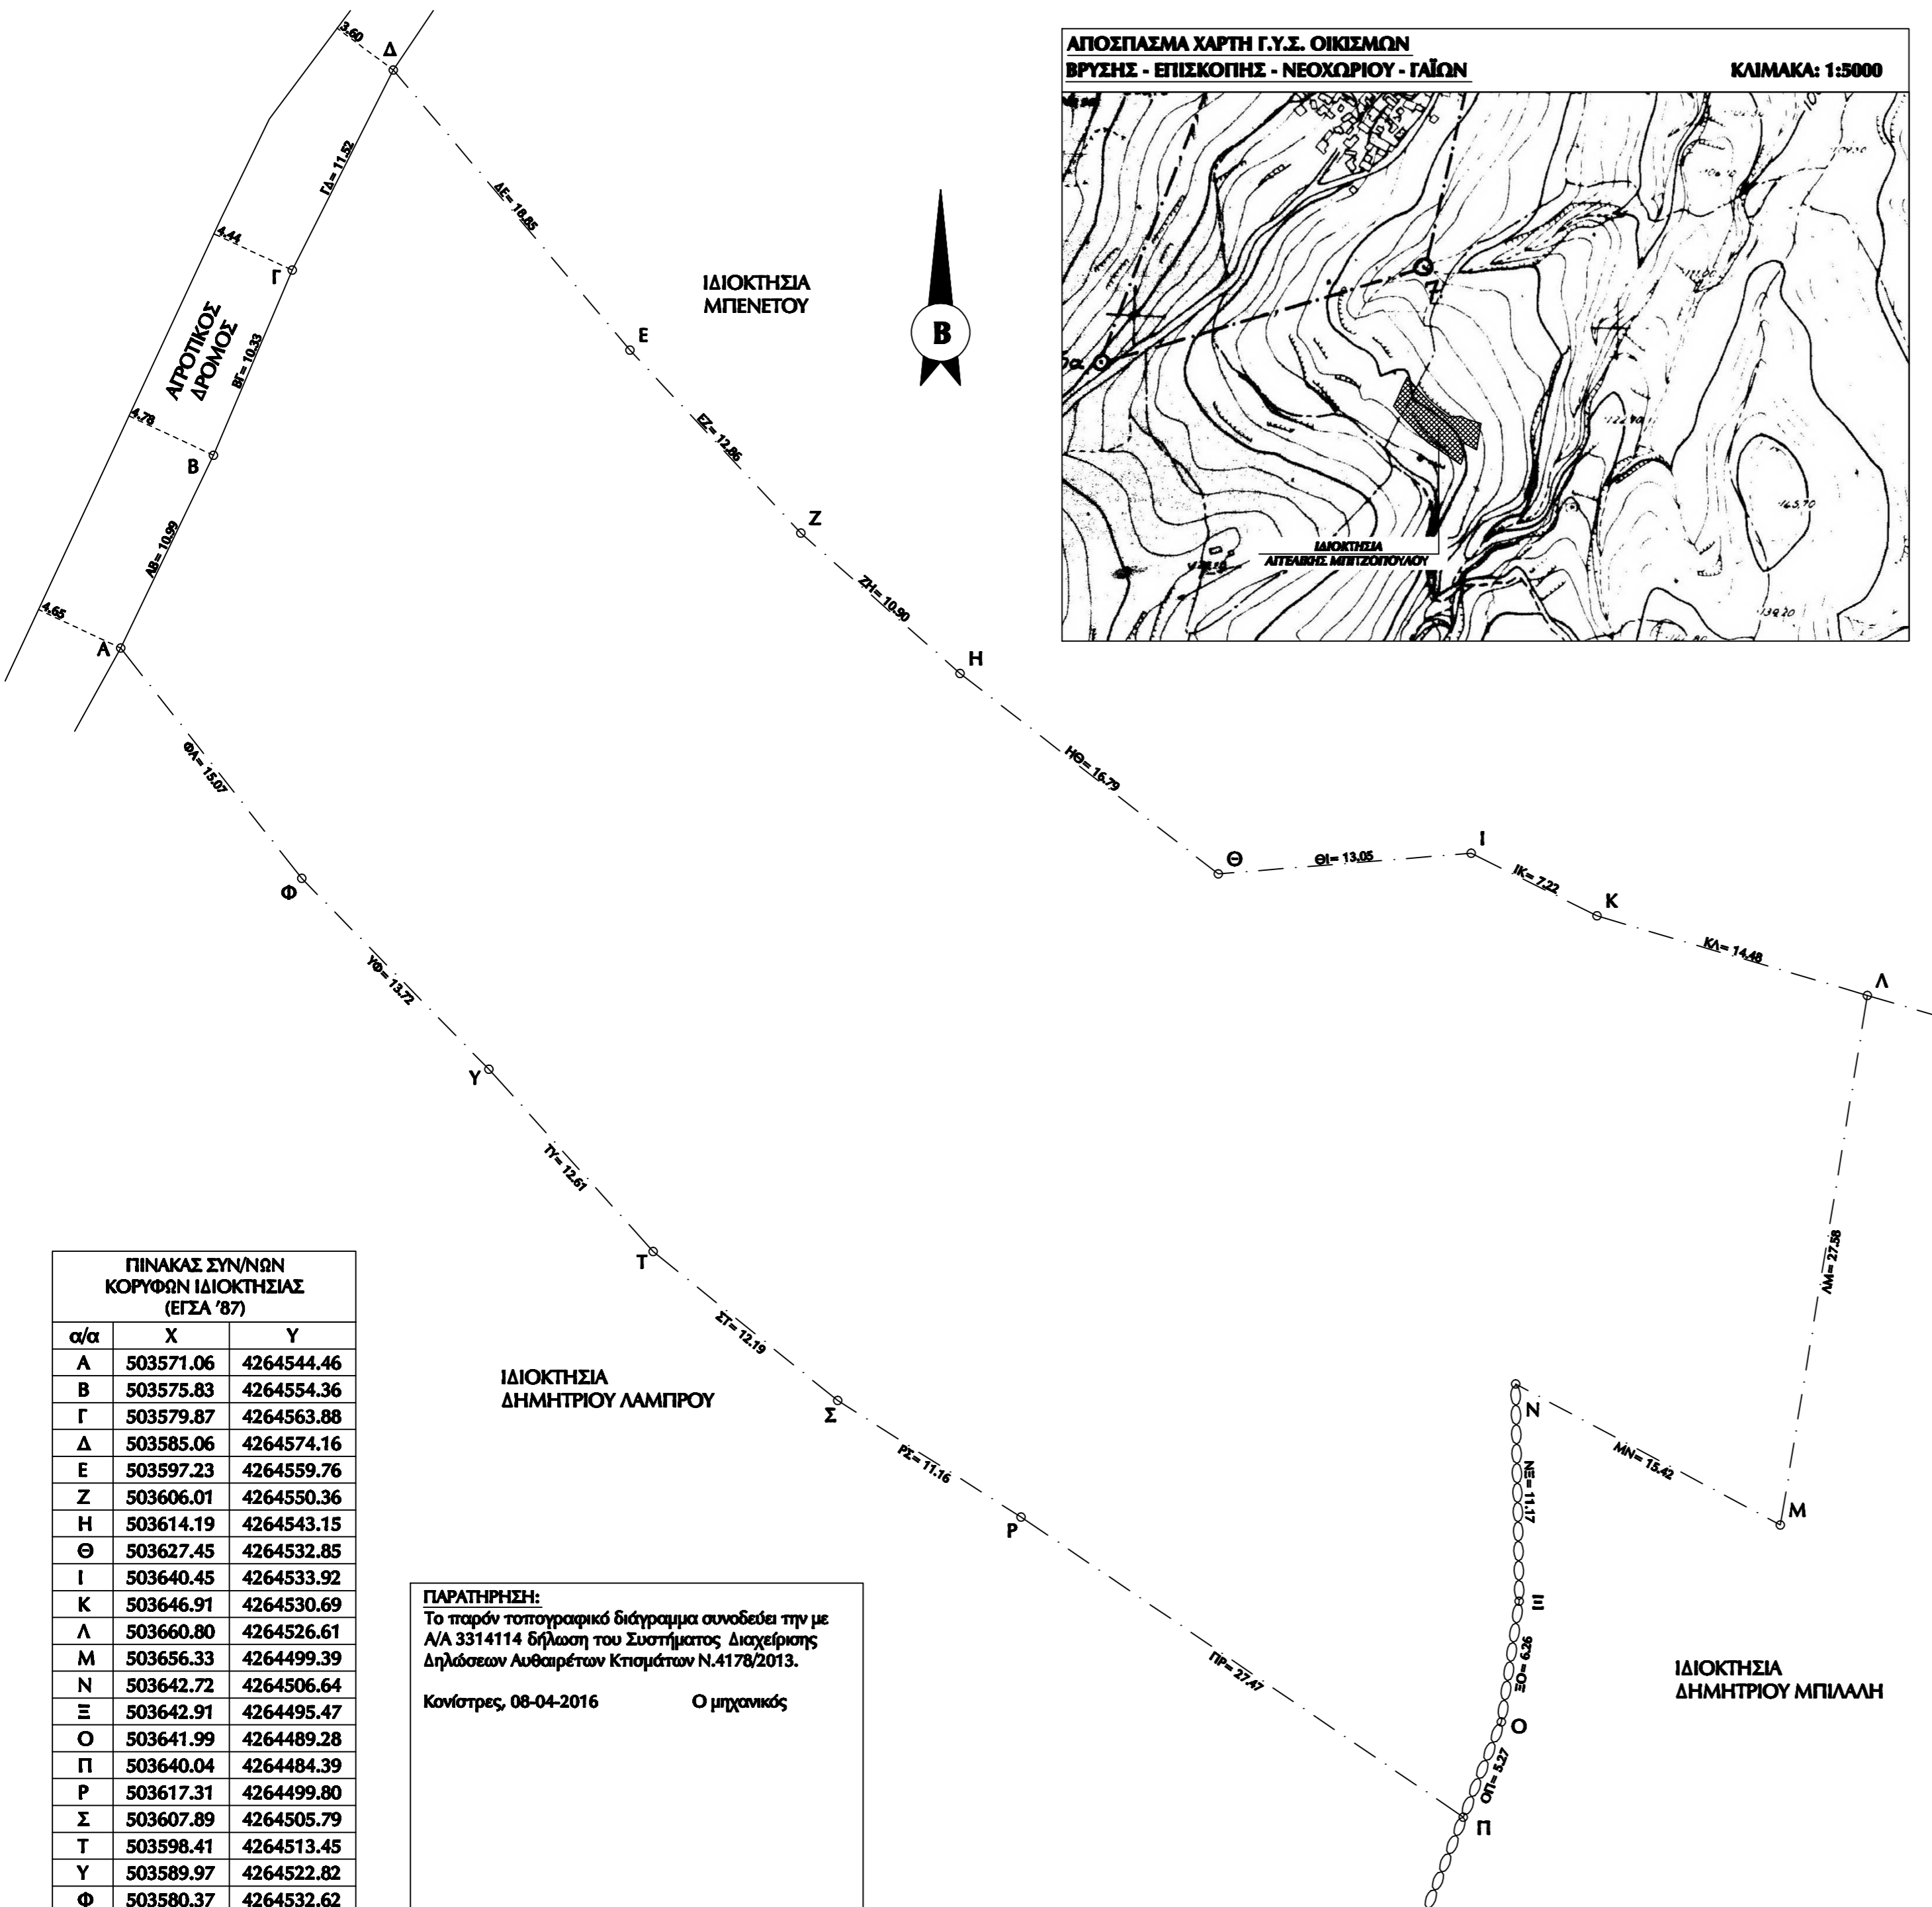 ΑΠΟΣΠΑΣΜΑ ΧΑΡΤΗ Γ.Υ.Σ. ΟΙΚΙΣΜΩΝ
ΒΡΥΣΗΣ - ΕΠΙΣΚΟΠΗΣ - ΝΕΟΧΩΡΙΟΥ - ΓΑΪΩΝ ΚΛΙΜΑΚΑ: 1:5000
ΙΔΙΟΚΤΗΣΙΑ
ΑΓΓΕΛΙΚΗΣ ΜΠΙΤΖΟΠΟΥΛΟΥ
3.60
Δ
ΓΔ= 11.52
ΔΕ= 18.85
4.44
Γ
ΑΓΡΟΤΙΚΟΣ
ΔΡΟΜΟΣ
ΒΓ= 10.33
4.78
Β
ΑΒ= 10.99
4.65
Α
ΙΔΙΟΚΤΗΣΙΑ
ΜΠΕΝΕΤΟΥ
Β
Ε
ΕΖ= 12.86
Ζ
ΖΗ= 10.90
Η
ΗΘ= 16.79
Θ
ΘΙ= 13.05
Ι
ΙΚ= 7.22
Κ
ΚΛ= 14.48
Λ
ΛΜ= 27.58
ΦΑ= 15.07
Φ
ΥΦ= 13.72
Υ
ΤΥ= 12.61
Τ
ΣΤ= 12.19
Σ
ΡΣ= 11.16
Ρ
ΠΡ= 27.47
Ν
ΜΝ= 15.42
Μ
ΝΞ= 11.17
Ξ
ΞΟ= 6.26
Ο
ΟΠ= 5.27
Π
ΙΔΙΟΚΤΗΣΙΑ
ΔΗΜΗΤΡΙΟΥ ΛΑΜΠΡΟΥ
ΙΔΙΟΚΤΗΣΙΑ
ΔΗΜΗΤΡΙΟΥ ΜΠΙΛΑΛΗ
ΠΙΝΑΚΑΣ ΣΥΝ/ΝΩΝ
ΚΟΡΥΦΩΝ ΙΔΙΟΚΤΗΣΙΑΣ
(ΕΓΣΑ '87)
α/α Χ Υ
Α 503571.06 4264544.46
Β 503575.83 4264554.36
Γ 503579.87 4264563.88
Δ 503585.06 4264574.16
Ε 503597.23 4264559.76
Ζ 503606.01 4264550.36
Η 503614.19 4264543.15
Θ 503627.45 4264532.85
Ι 503640.45 4264533.92
Κ 503646.91 4264530.69
Λ 503660.80 4264526.61
Μ 503656.33 4264499.39
Ν 503642.72 4264506.64
Ξ 503642.91 4264495.47
Ο 503641.99 4264489.28
Π 503640.04 4264484.39
Ρ 503617.31 4264499.80
Σ 503607.89 4264505.79
Τ 503598.41 4264513.45
Υ 503589.97 4264522.82
Φ 503580.37 4264532.62
ΠΑΡΑΤΗΡΗΣΗ:
Το παρόν τοπογραφικό διάγραμμα συνοδεύει την με
Α/Α 3314114 δήλωση του Συστήματος Διαχείρισης
Δηλώσεων Αυθαιρέτων Κτισμάτων Ν.4178/2013.
Κονίστρες, 08-04-2016 Ο μηχανικός